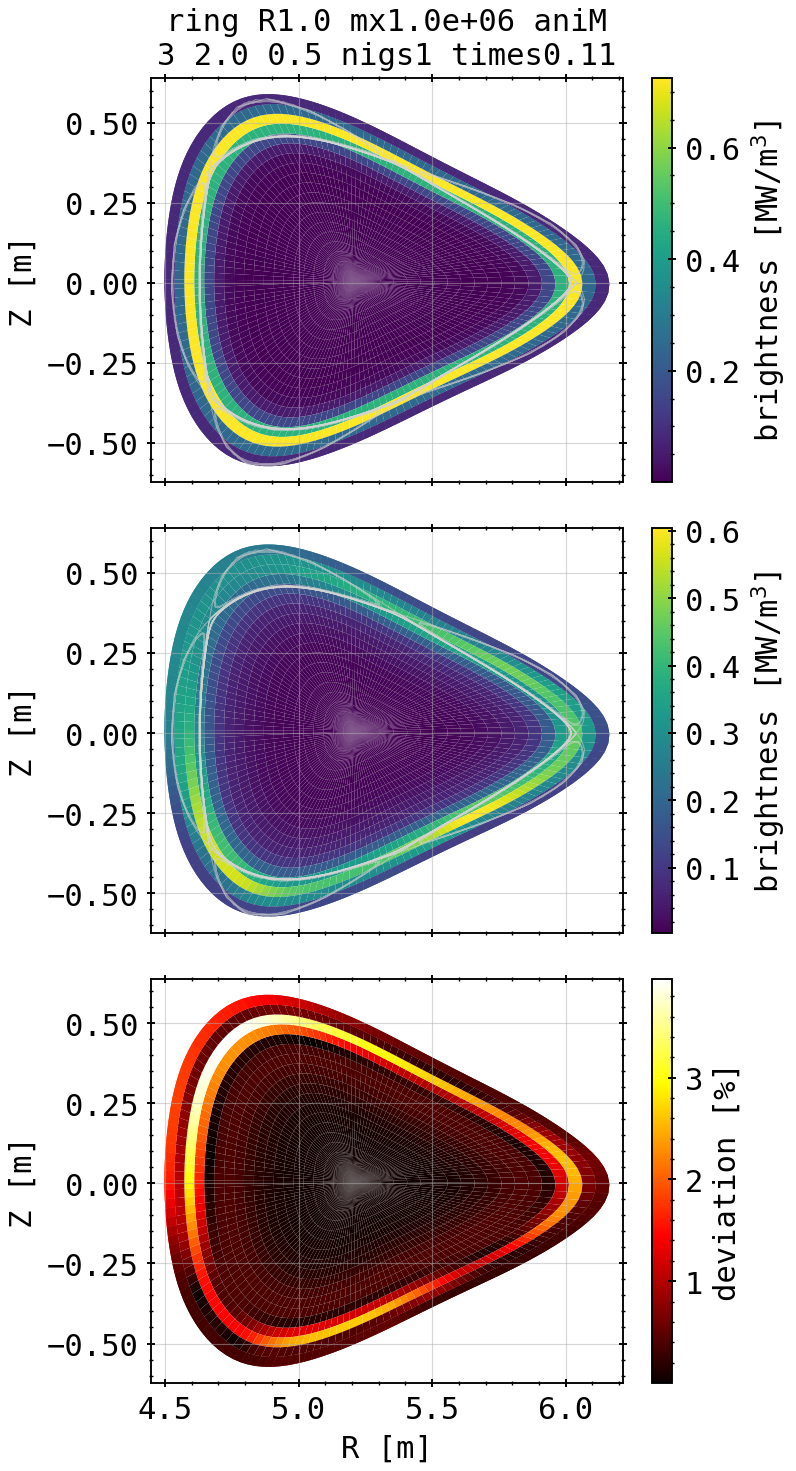 ring R1.0 mx1.0e+06 aniM
3 2.0 0.5 nigs1 times0.11
0.50
0.25
0.00
−0.25
−0.50
Z [m]
0.6
0.4
0.2
brightness [MW/m³]
0.50
0.25
0.00
−0.25
−0.50
Z [m]
0.6
0.5
0.4
0.3
0.2
0.1
brightness [MW/m³]
0.50
0.25
0.00
−0.25
−0.50
Z [m]
3
2
1
deviation [%]
4.5 5.0 5.5 6.0
R [m]